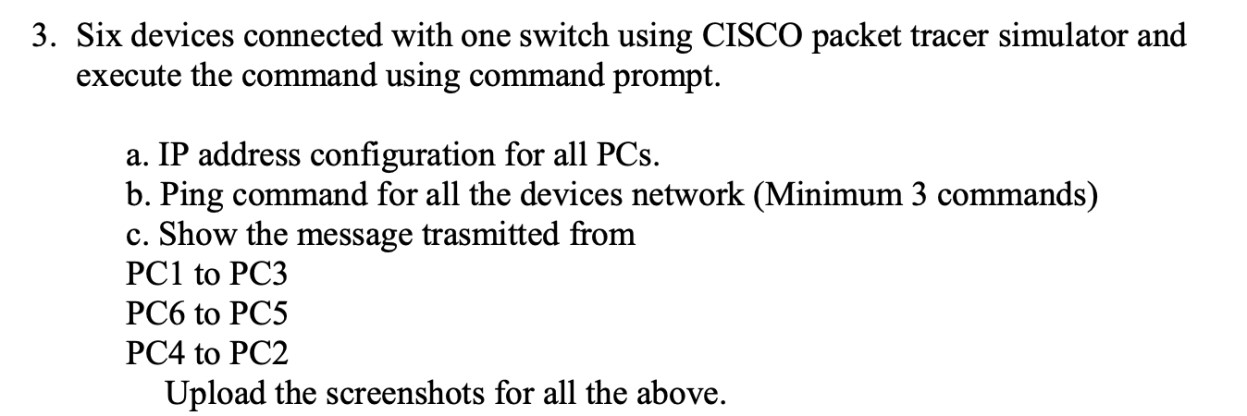 3. Six devices connected with one switch using CISCO packet tracer simulator and
execute the command using command prompt.
a. IP address configuration for all PCs.
b. Ping command for all the devices network (Minimum 3 commands)
c. Show the message trasmitted from
PC1 to PC3
PC6 to PC5
PC4 to PC2
Upload the screenshots for all the above.